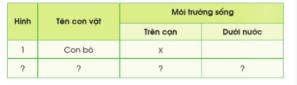 Hình Tên con vật Môi trường sống
Trên cạn Dưới nước
1 Con bò x
? ? ? ?